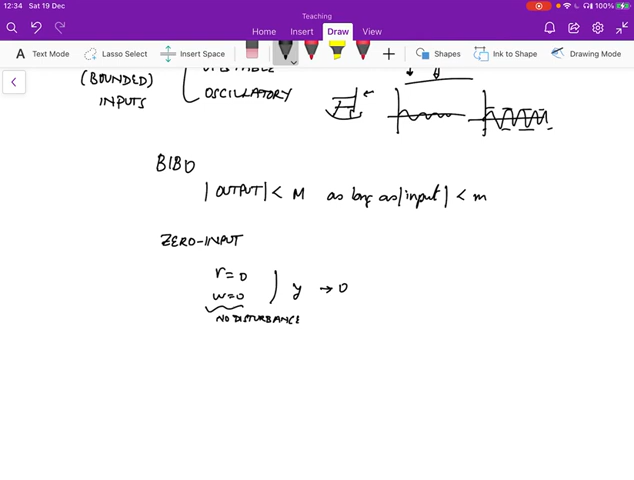 12:34 Sat 19 Dec
Teaching
100%
Home Insert Draw View
A Text Mode Lasso Select Insert Space Shapes Ink to Shape Drawing Mode
(BOUNDED)
INPUTS
OSCILLATORY
BIBO
|OUTPUT| < M as long as |input| < m
ZERO-INPUT
r = 0
w = 0
y → 0
NO DISTURBANCE